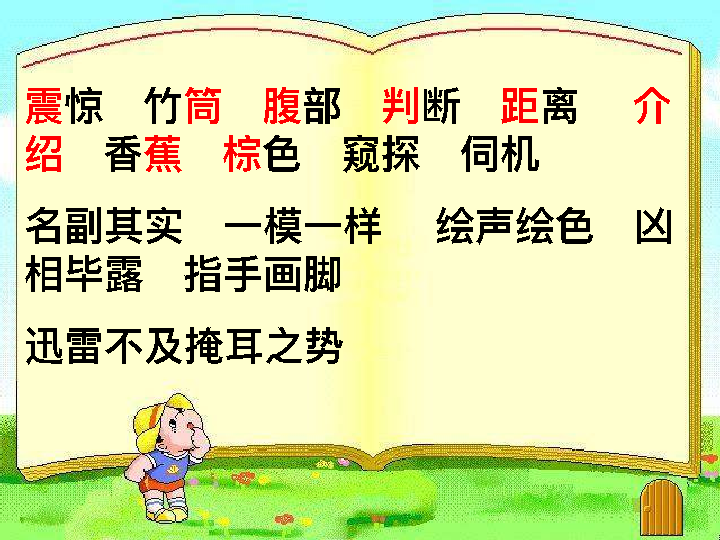 震惊 竹筒 腹部 判断 距离 介
绍 香蕉 棕色 窥探 伺机
名副其实 一模一样 绘声绘色 凶
相毕露 指手画脚
迅雷不及掩耳之势